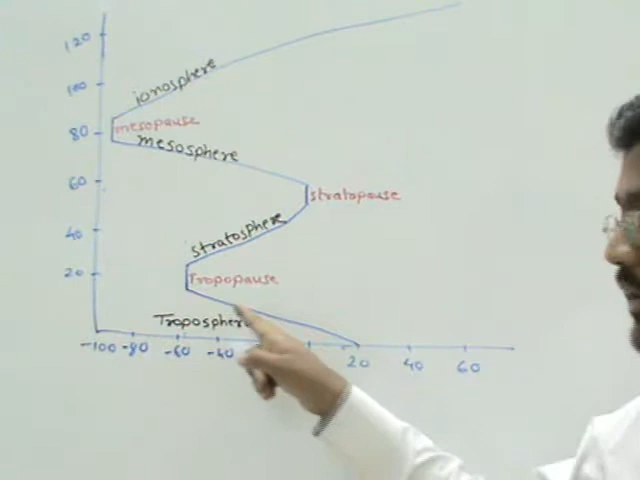 120
100
ionosphere
mesopause
80
mesosphere
60
stratopause
40
stratosphere
20
Tropopause
Troposphere
-100 -80 -60 -40 20 40 60